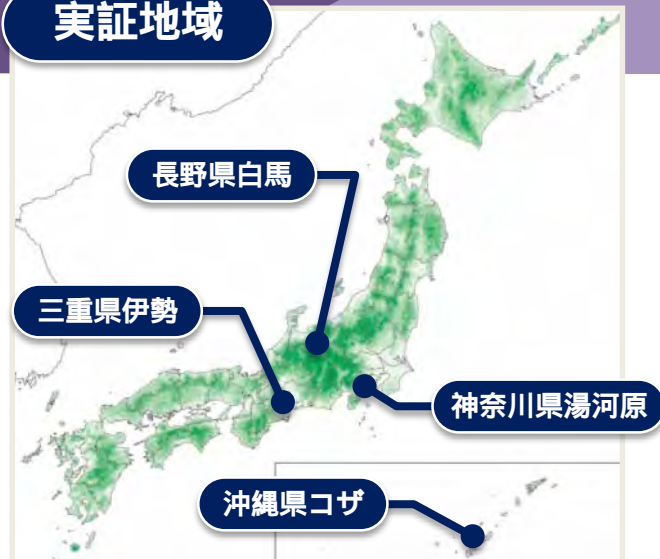 実証地域
長野県白馬
三重県伊勢
神奈川県湯河原
沖縄県コザ